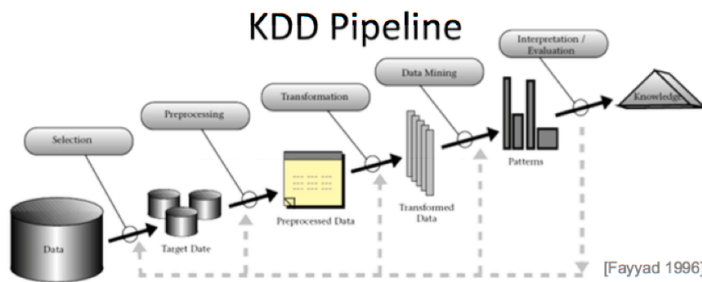 KDD Pipeline
Interpretation /
Evaluation
Data Mining
Transformation
Preprocessing
Selection
Knowledge
Patterns
Transformed
Data
Preprocessed Data
Target Date
Data
[Fayyad 1996]